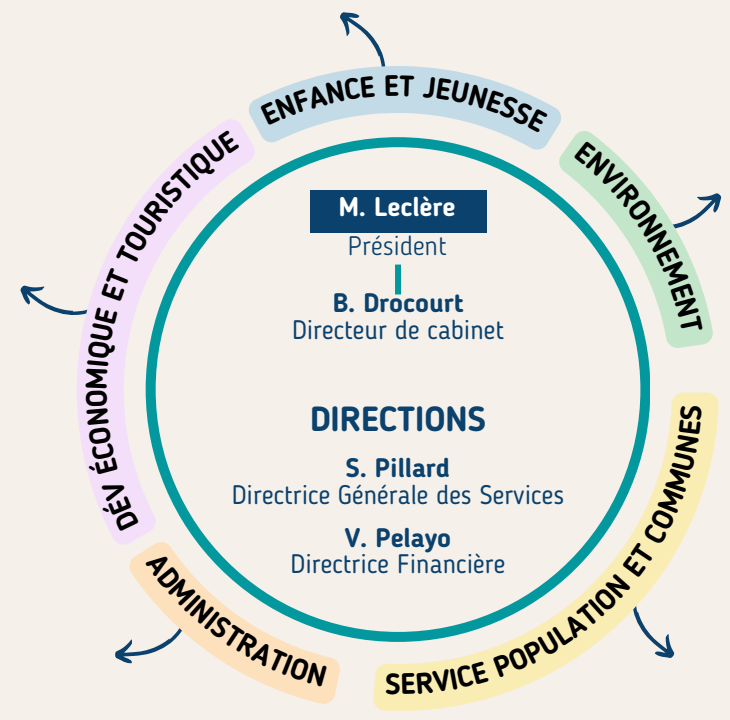 ENFANCE ET JEUNESSE
ENVIRONNEMENT
DÉV ÉCONOMIQUE ET TOURISTIQUE
M. Leclère
Président
B. Drocourt
Directeur de cabinet
DIRECTIONS
S. Pillard
Directrice Générale des Services
V. Pelayo
Directrice Financière
ADMINISTRATION
SERVICE POPULATION ET COMMUNES